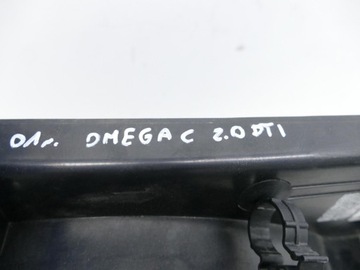 01r. OMEGA C 2.0 DTI